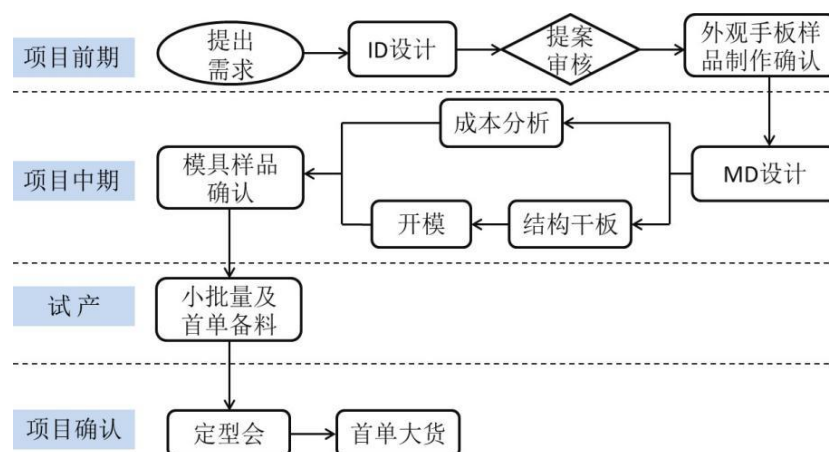 项目前期
提出
需求
ID设计
提案
审核
外观手板样
品制作确认
项目中期
成本分析
模具样品
确认
MD设计
开模
结构干板
试产
小批量及
首单备料
项目确认
定型会
首单大货